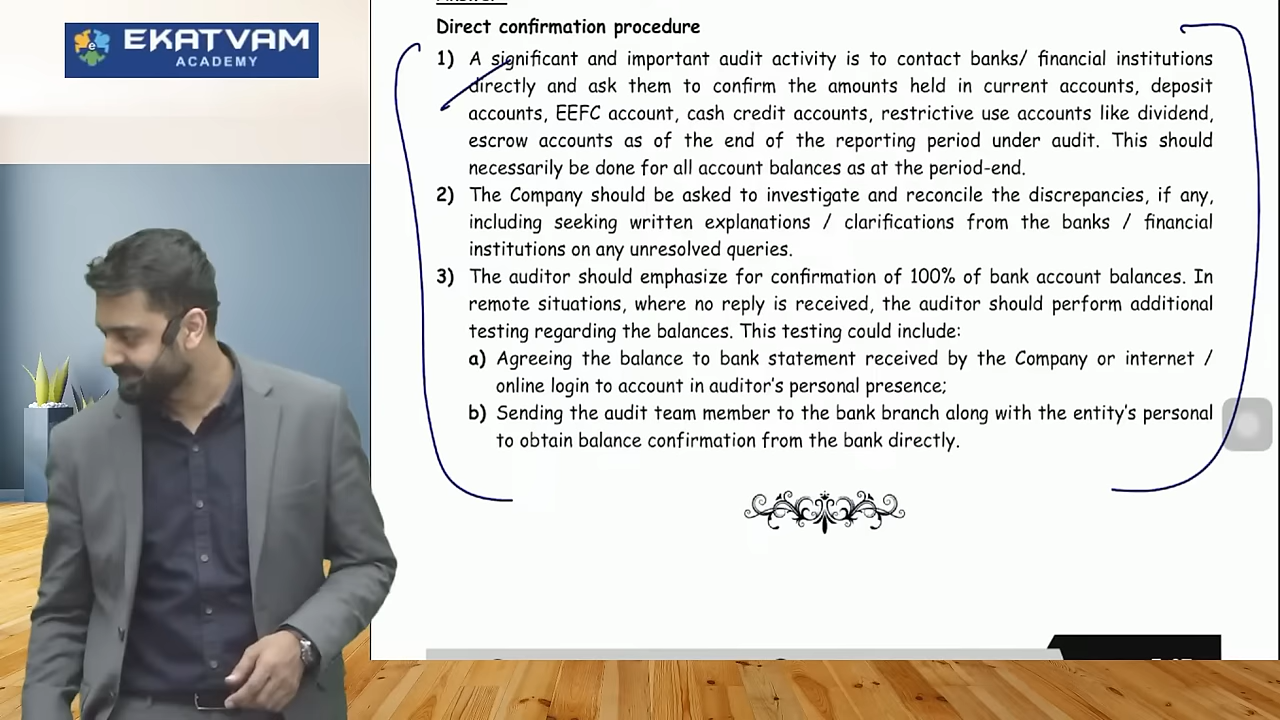 EKATVAM
ACADEMY
Direct confirmation procedure
1) A significant and important audit activity is to contact banks/ financial institutions
directly and ask them to confirm the amounts held in current accounts, deposit
accounts, EEFC account, cash credit accounts, restrictive use accounts like dividend,
escrow accounts as of the end of the reporting period under audit. This should
necessarily be done for all account balances as at the period-end.
2) The Company should be asked to investigate and reconcile the discrepancies, if any,
including seeking written explanations / clarifications from the banks / financial
institutions on any unresolved queries.
3) The auditor should emphasize for confirmation of 100% of bank account balances. In
remote situations, where no reply is received, the auditor should perform additional
testing regarding the balances. This testing could include:
a) Agreeing the balance to bank statement received by the Company or internet /
online login to account in auditor's personal presence;
b) Sending the audit team member to the bank branch along with the entity's personal
to obtain balance confirmation from the bank directly.